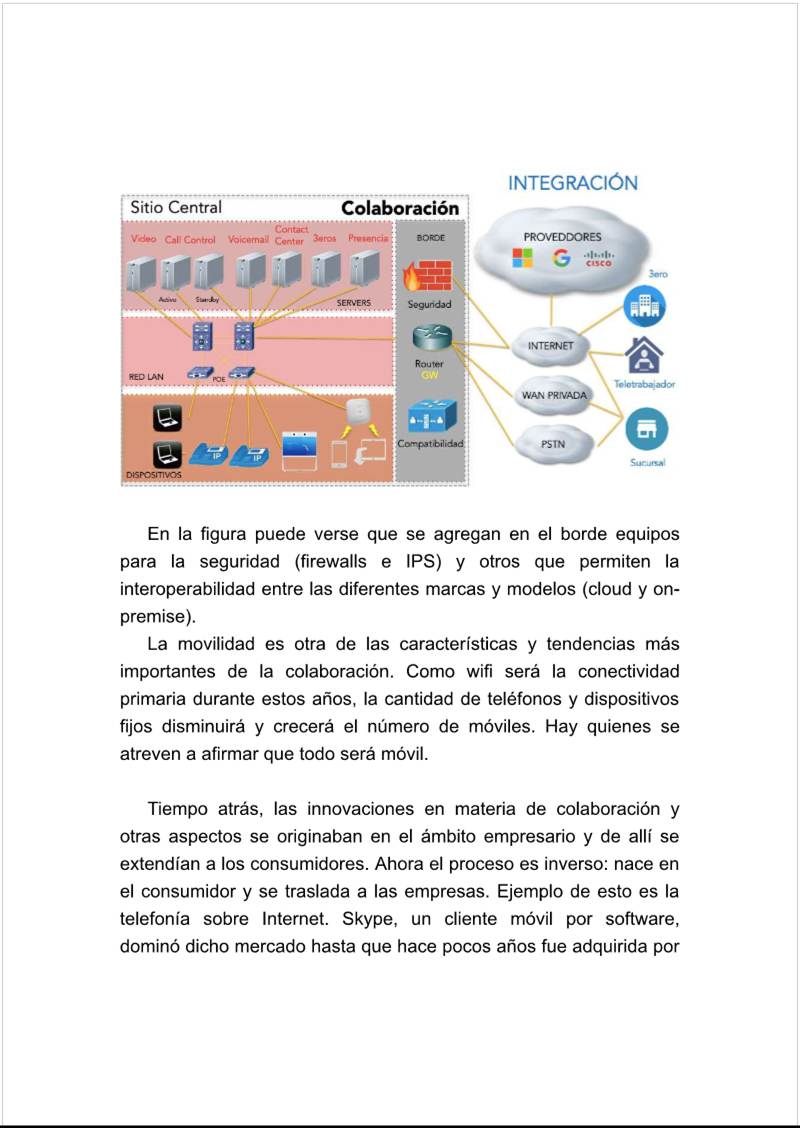 INTEGRACIÓN
Sitio Central
Colaboración
Video Call Control Voicemail Contact Center 3eros Presencia
Activo Standby
SERVERS
RED LAN
POE
IP IP
DISPOSITIVOS
BORDE
Seguridad
Router
GW
Compatibilidad
PROVEDDORES
CISCO
INTERNET
WAN PRIVADA
PSTN
3ero
Teletrabajador
Sucursal
En la figura puede verse que se agregan en el borde equipos
para la seguridad (firewalls e IPS) y otros que permiten la
interoperabilidad entre las diferentes marcas y modelos (cloud y on-
premise).
La movilidad es otra de las características y tendencias más
importantes de la colaboración. Como wifi será la conectividad
primaria durante estos años, la cantidad de teléfonos y dispositivos
fijos disminuirá y crecerá el número de móviles. Hay quienes se
atreven a afirmar que todo será móvil.
Tiempo atrás, las innovaciones en materia de colaboración y
otras aspectos se originaban en el ámbito empresario y de allí se
extendían a los consumidores. Ahora el proceso es inverso: nace en
el consumidor y se traslada a las empresas. Ejemplo de esto es la
telefonía sobre Internet. Skype, un cliente móvil por software,
dominó dicho mercado hasta que hace pocos años fue adquirida por